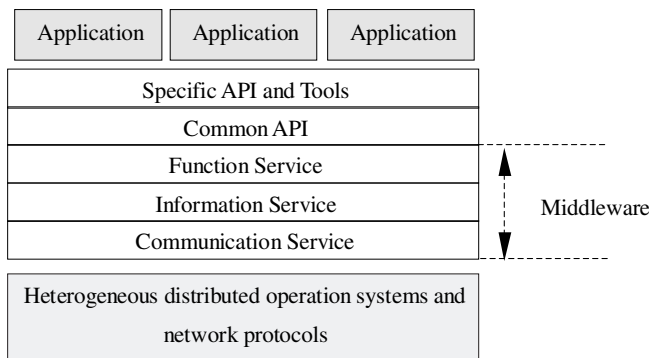 Application Application Application
Specific API and Tools
Common API
Function Service
Information Service
Middleware
Communication Service
Heterogeneous distributed operation systems and
network protocols